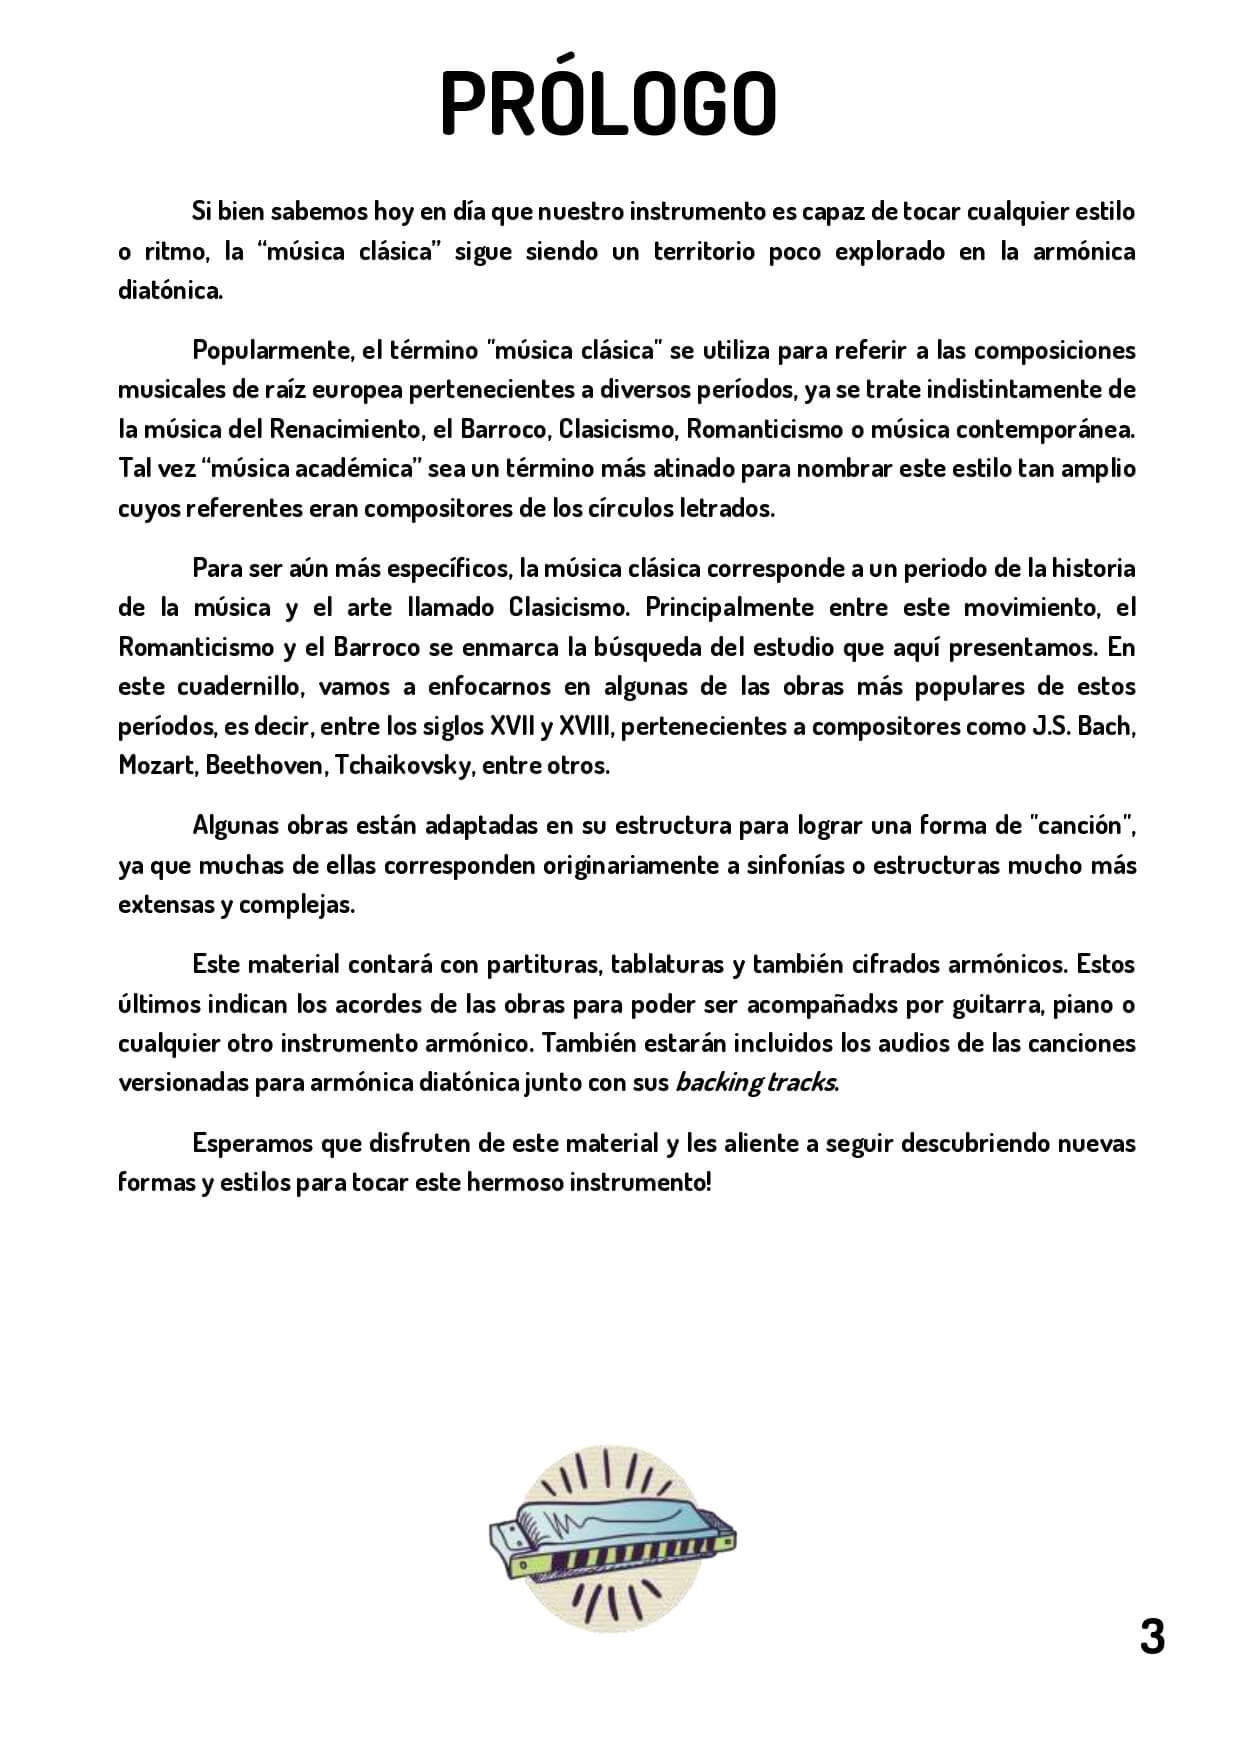 PRÓLOGO
Si bien sabemos hoy en día que nuestro instrumento es capaz de tocar cualquier estilo
o ritmo, la “música clásica” sigue siendo un territorio poco explorado en la armónica
diatónica.
Popularmente, el término "música clásica" se utiliza para referir a las composiciones
musicales de raíz europea pertenecientes a diversos períodos, ya se trate indistintamente de
la música del Renacimiento, el Barroco, Clasicismo, Romanticismo o música contemporánea.
Tal vez “música académica” sea un término más atinado para nombrar este estilo tan amplio
cuyos referentes eran compositores de los círculos letrados.
Para ser aún más específicos, la música clásica corresponde a un periodo de la historia
de la música y el arte llamado Clasicismo. Principalmente entre este movimiento, el
Romanticismo y el Barroco se enmarca la búsqueda del estudio que aquí presentamos. En
este cuadernillo, vamos a enfocarnos en algunas de las obras más populares de estos
períodos, es decir, entre los siglos XVII y XVIII, pertenecientes a compositores como J.S. Bach,
Mozart, Beethoven, Tchaikovsky, entre otros.
Algunas obras están adaptadas en su estructura para lograr una forma de "canción",
ya que muchas de ellas corresponden originariamente a sinfonías o estructuras mucho más
extensas y complejas.
Este material contará con partituras, tablaturas y también cifrados armónicos. Estos
últimos indican los acordes de las obras para poder ser acompañadxs por guitarra, piano o
cualquier otro instrumento armónico. También estarán incluidos los audios de las canciones
versionadas para armónica diatónica junto con sus backing tracks.
Esperamos que disfruten de este material y les aliente a seguir descubriendo nuevas
formas y estilos para tocar este hermoso instrumento!
3